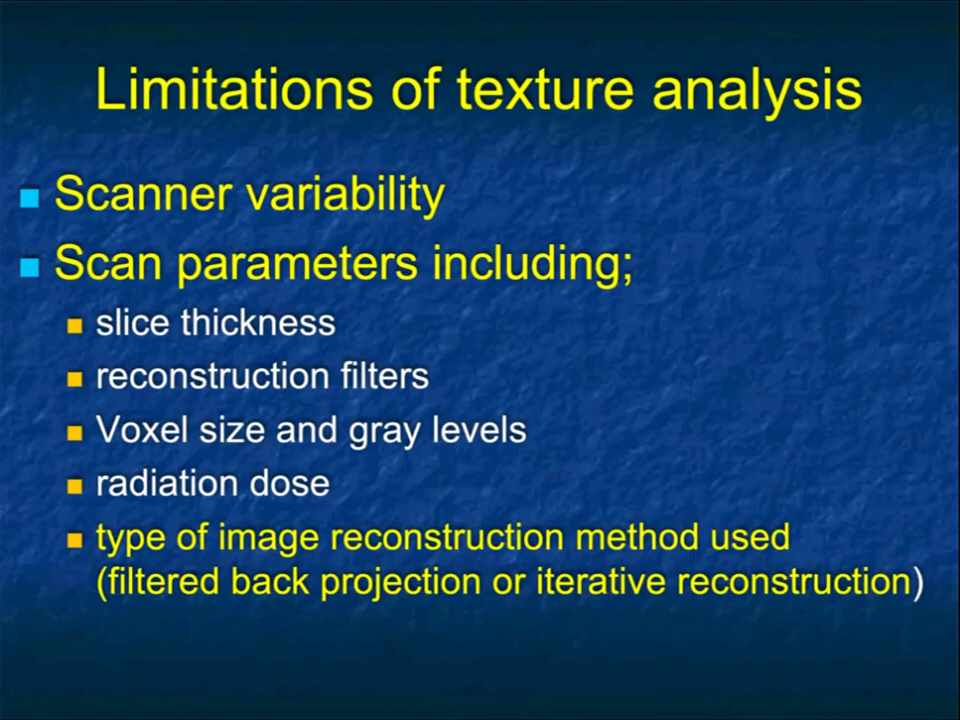 Limitations of texture analysis
Scanner variability
Scan parameters including;
slice thickness
reconstruction filters
Voxel size and gray levels
radiation dose
type of image reconstruction method used
(filtered back projection or iterative reconstruction)